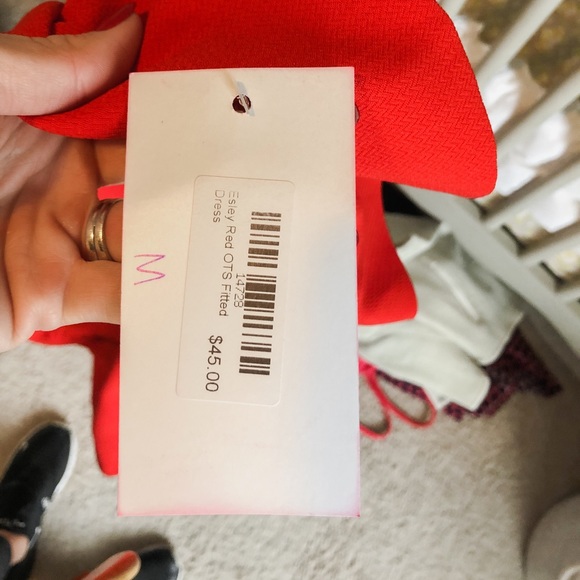 Esley Red OTS Fitted
Dress
14728
$45.00
M